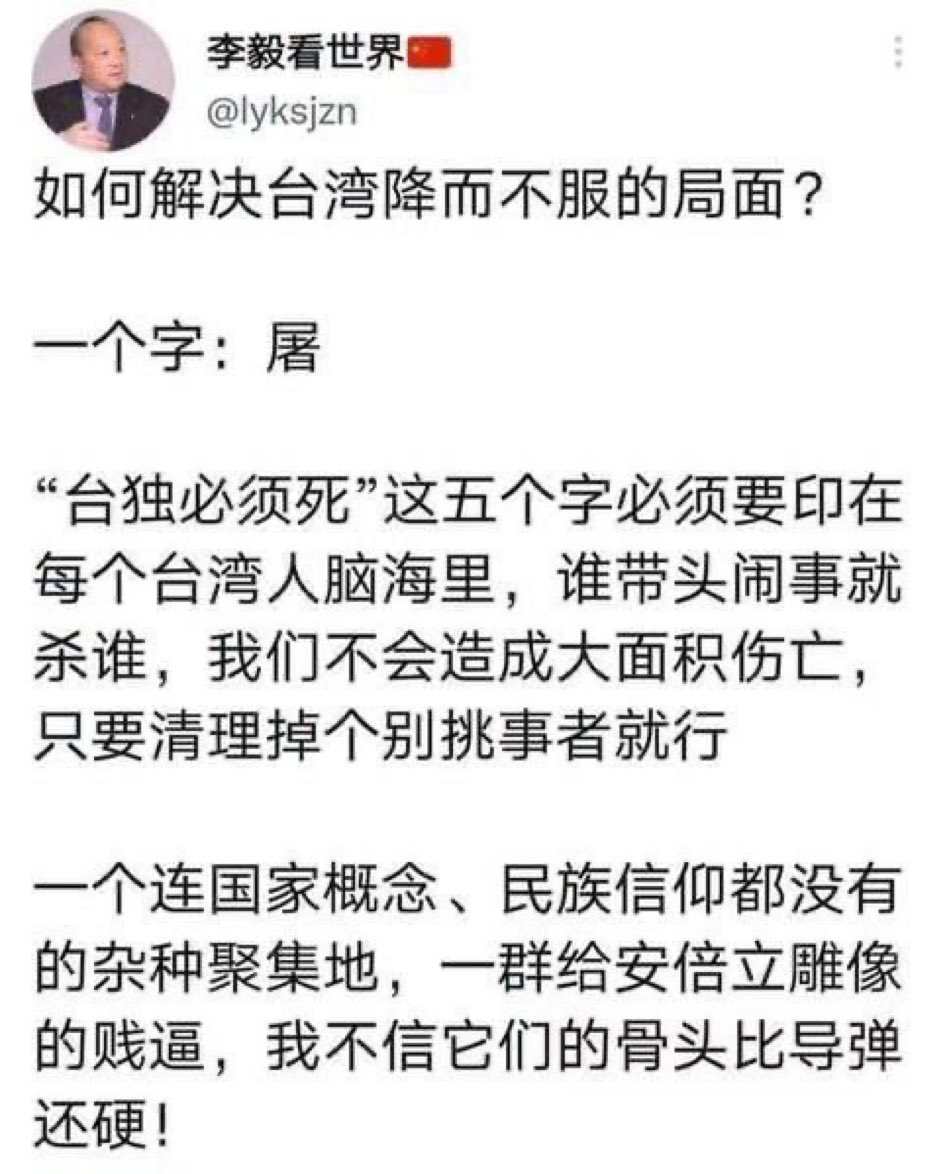 李毅看世界🇨🇳
@lyksjzn
如何解决台湾降而不服的局面？
一个字：屠
“台独必须死”这五个字必须要印在
每个台湾人脑海里，谁带头闹事就
杀谁，我们不会造成大面积伤亡，
只要清理掉个别挑事者就行
一个连国家概念、民族信仰都没有
的杂种聚集地，一群给安倍立雕像
的贱逼，我不信它们的骨头比导弹
还硬！